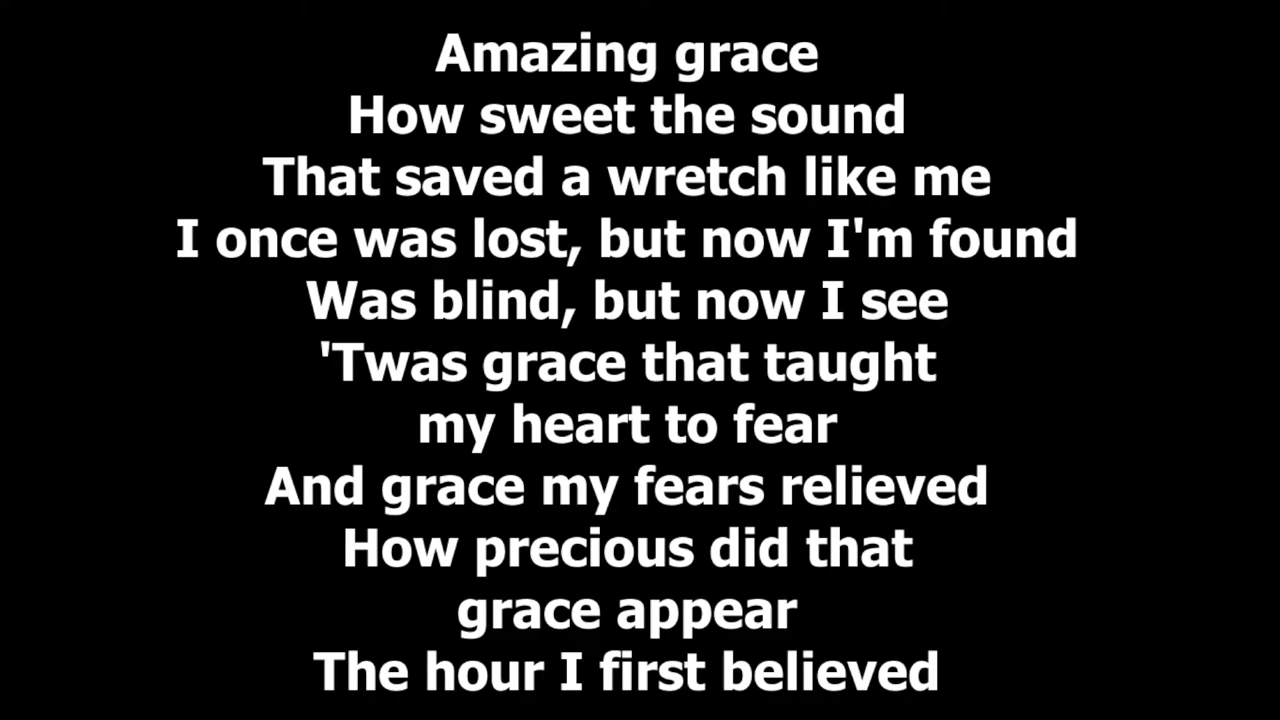 Amazing grace
How sweet the sound
That saved a wretch like me
I once was lost, but now I'm found
Was blind, but now I see
'Twas grace that taught
my heart to fear
And grace my fears relieved
How precious did that
grace appear
The hour I first believed